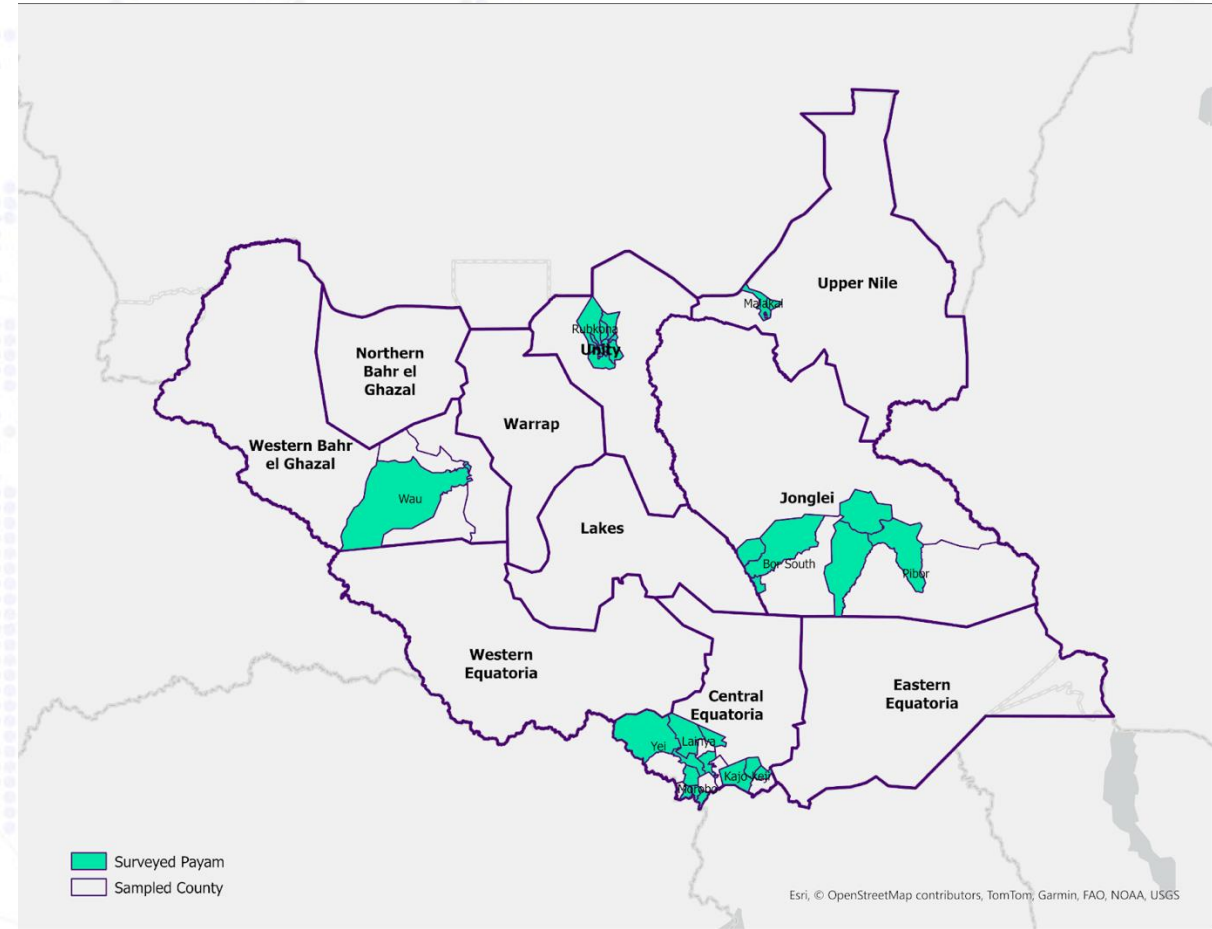 Upper Nile
Malakal
Rubkona
Unity
Northern
Bahr el
Ghazal
Warrap
Western Bahr
el Ghazal
Wau
Jonglei
Lakes
Bor South
Pibor
Western
Equatoria
Central
Equatoria
Eastern
Equatoria
Yei
Lainya
Kajo-keji
Morobo
Surveyed Payam
Sampled County
Esri, © OpenStreetMap contributors, TomTom, Garmin, FAO, NOAA, USGS